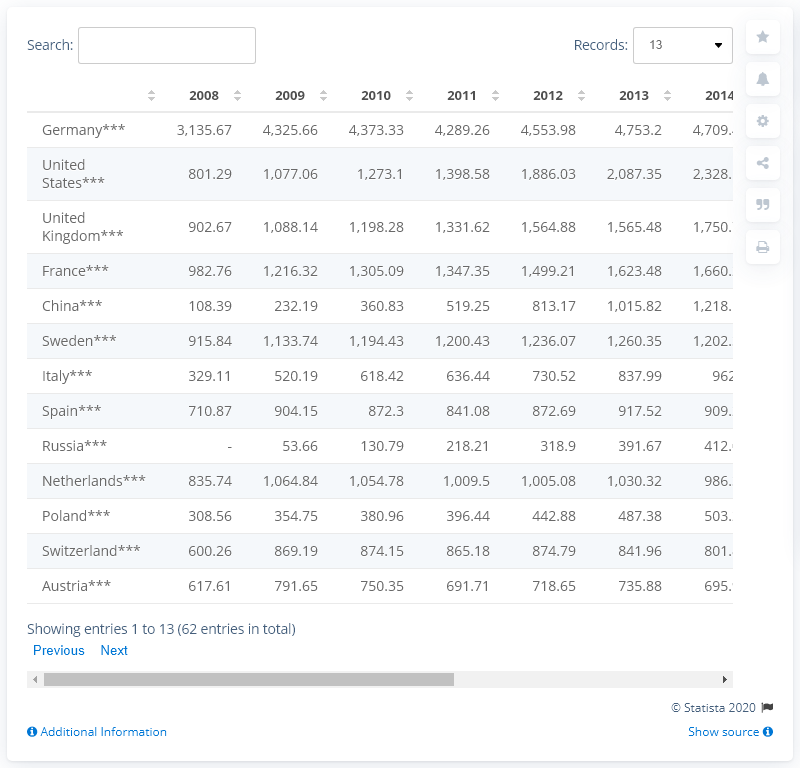 Search:
Records: 13
2008 2009 2010 2011 2012 2013 2014
Germany*** 3,135.67 4,325.66 4,373.33 4,289.26 4,553.98 4,753.2 4,709.
United
States*** 801.29 1,077.06 1,273.1 1,398.58 1,886.03 2,087.35 2,328.
United
Kingdom*** 902.67 1,088.14 1,198.28 1,331.62 1,564.88 1,565.48 1,750.
France*** 982.76 1,216.32 1,305.09 1,347.35 1,499.21 1,623.48 1,660.
China*** 108.39 232.19 360.83 519.25 813.17 1,015.82 1,218.
Sweden*** 915.84 1,133.74 1,194.43 1,200.43 1,236.07 1,260.35 1,202.
Italy*** 329.11 520.19 618.42 636.44 730.52 837.99 962
Spain*** 710.87 904.15 872.3 841.08 872.69 917.52 909.
Russia*** - 53.66 130.79 218.21 318.9 391.67 412.
Netherlands*** 835.74 1,064.84 1,054.78 1,009.5 1,005.08 1,030.32 986.
Poland*** 308.56 354.75 380.96 396.44 442.88 487.38 503.
Switzerland*** 600.26 869.19 874.15 865.18 874.79 841.96 801.
Austria*** 617.61 791.65 750.35 691.71 718.65 735.88 695.
Showing entries 1 to 13 (62 entries in total)
Previous Next
© Statista 2020
Additional Information Show source